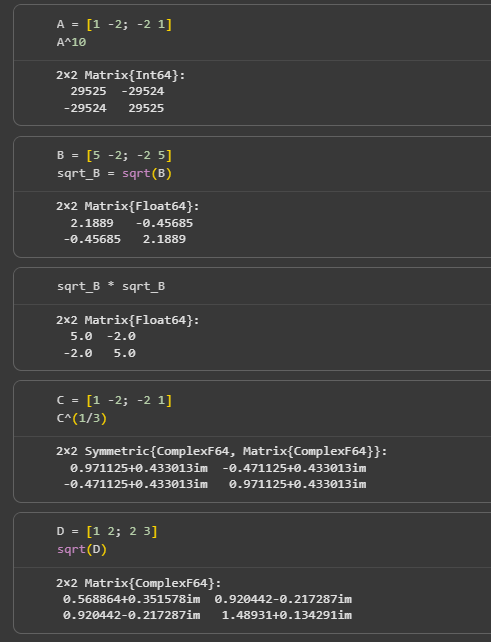 A = [1 -2; -2 1]
A^10
2×2 Matrix{Int64}:
29525 -29524
-29524 29525
B = [5 -2; -2 5]
sqrt_B = sqrt(B)
2×2 Matrix{Float64}:
2.1889 -0.45685
-0.45685 2.1889
sqrt_B * sqrt_B
2×2 Matrix{Float64}:
5.0 -2.0
-2.0 5.0
C = [1 -2; -2 1]
C^(1/3)
2×2 Symmetric{ComplexF64, Matrix{ComplexF64}}:
0.971125+0.433013im -0.471125+0.433013im
-0.471125+0.433013im 0.971125+0.433013im
D = [1 2; 2 3]
sqrt(D)
2×2 Matrix{ComplexF64}:
0.568864+0.351578im 0.920442-0.217287im
0.920442-0.217287im 1.48931+0.134291im